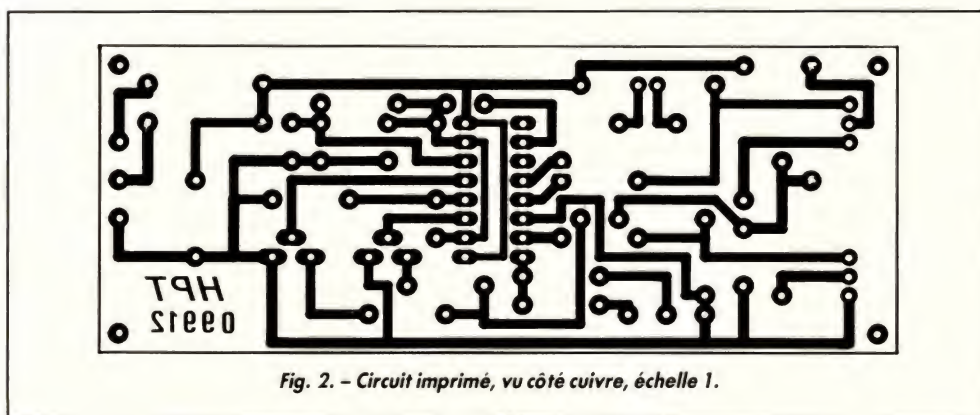 HPT
09912
Fig. 2. – Circuit imprimé, vu côté cuivre, échelle 1.